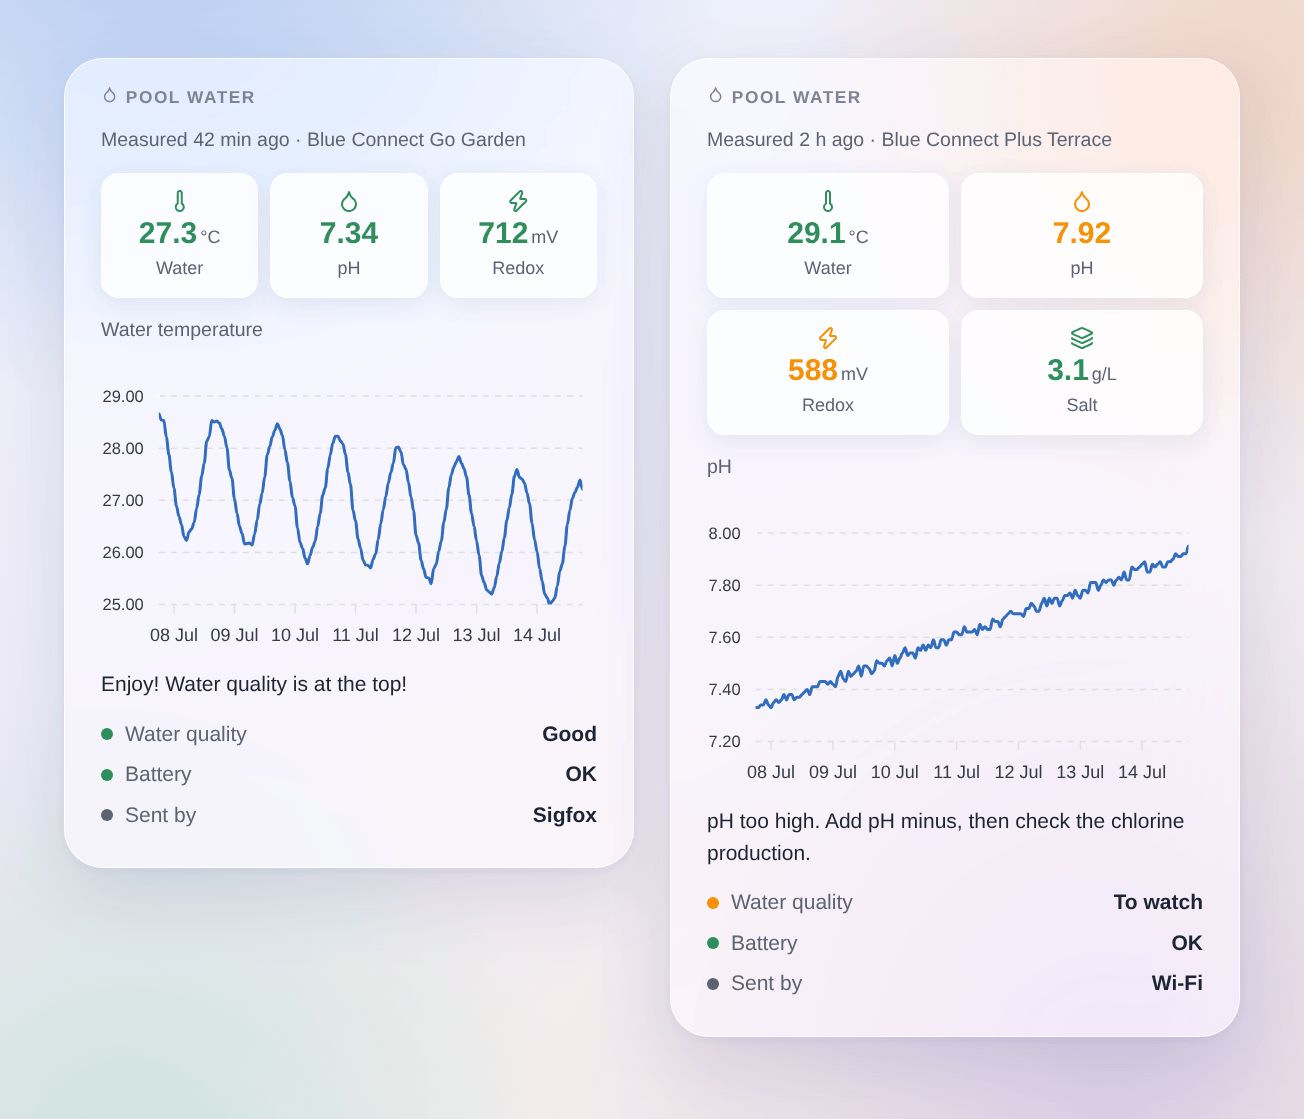 POOL WATER
Measured 42 min ago · Blue Connect Go Garden
27.3 °C
Water
7.34
pH
712 mV
Redox
Water temperature
29.00
28.00
27.00
26.00
25.00
08 Jul 09 Jul 10 Jul 11 Jul 12 Jul 13 Jul 14 Jul
Enjoy! Water quality is at the top!
Water quality Good
Battery OK
Sent by Sigfox
POOL WATER
Measured 2 h ago · Blue Connect Plus Terrace
29.1 °C
Water
7.92
pH
588 mV
Redox
3.1 g/L
Salt
pH
8.00
7.80
7.60
7.40
7.20
08 Jul 09 Jul 10 Jul 11 Jul 12 Jul 13 Jul 14 Jul
pH too high. Add pH minus, then check the chlorine
production.
Water quality To watch
Battery OK
Sent by Wi-Fi